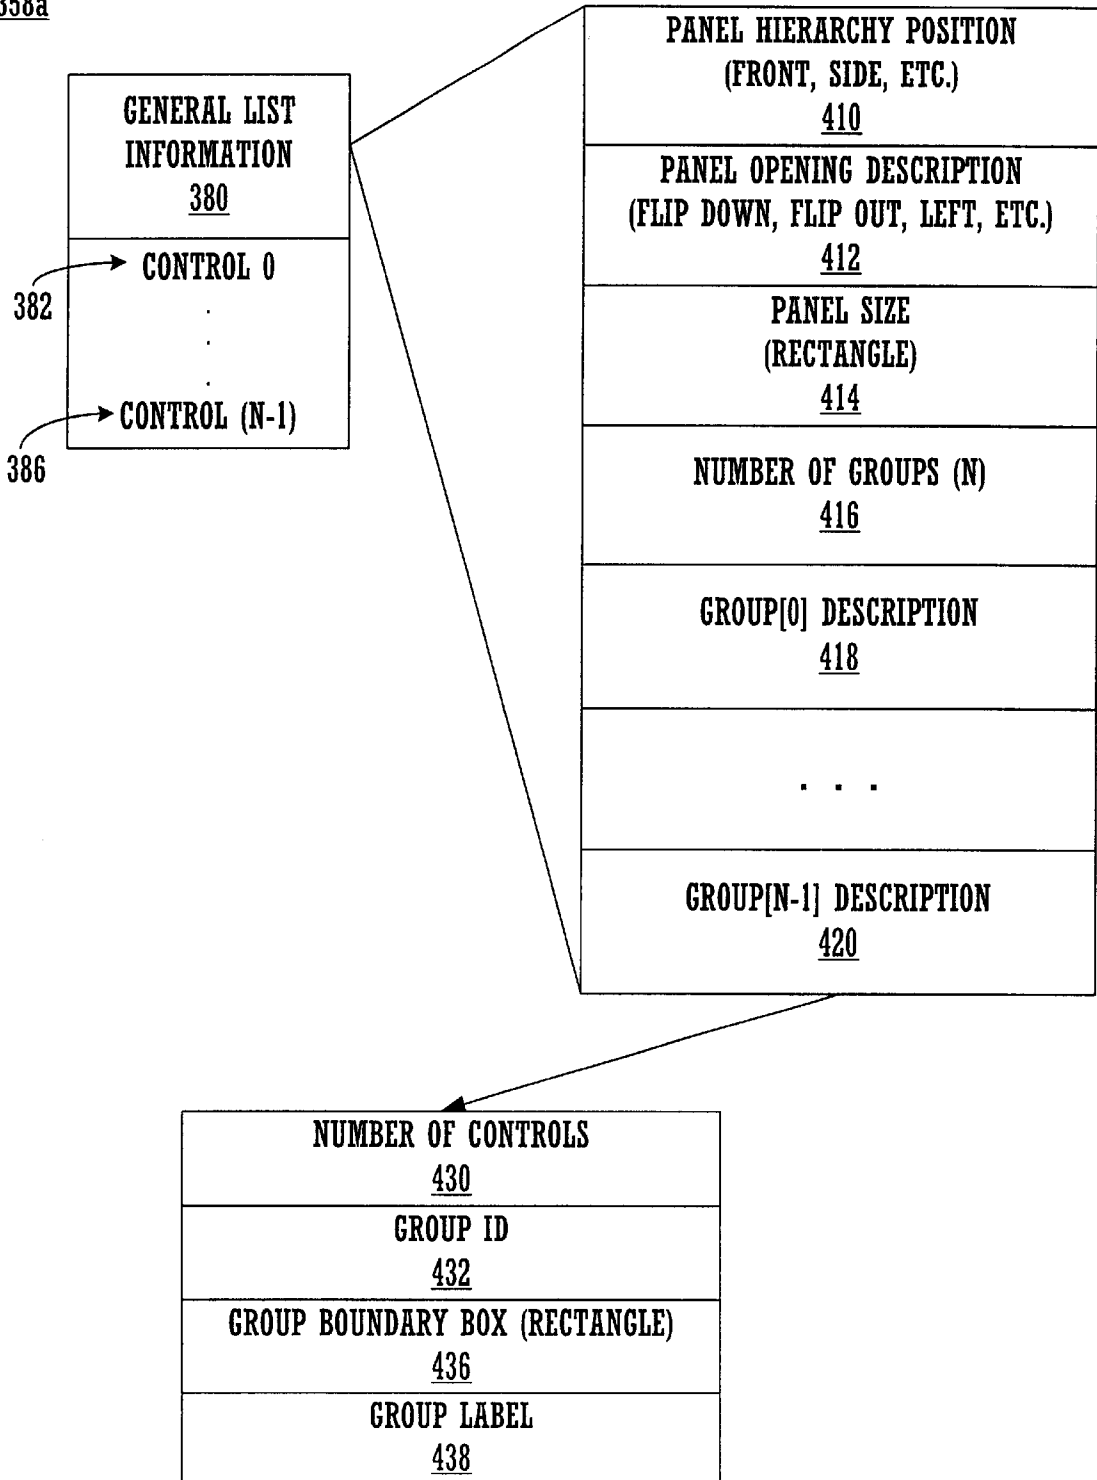 358a
GENERAL LIST
INFORMATION
380
CONTROL 0
.
.
.
CONTROL (N-1)
382
386
PANEL HIERARCHY POSITION
(FRONT, SIDE, ETC.)
410
PANEL OPENING DESCRIPTION
(FLIP DOWN, FLIP OUT, LEFT, ETC.)
412
PANEL SIZE
(RECTANGLE)
414
NUMBER OF GROUPS (N)
416
GROUP[0] DESCRIPTION
418
. . .
GROUP[N-1] DESCRIPTION
420
NUMBER OF CONTROLS
430
GROUP ID
432
GROUP BOUNDARY BOX (RECTANGLE)
436
GROUP LABEL
438